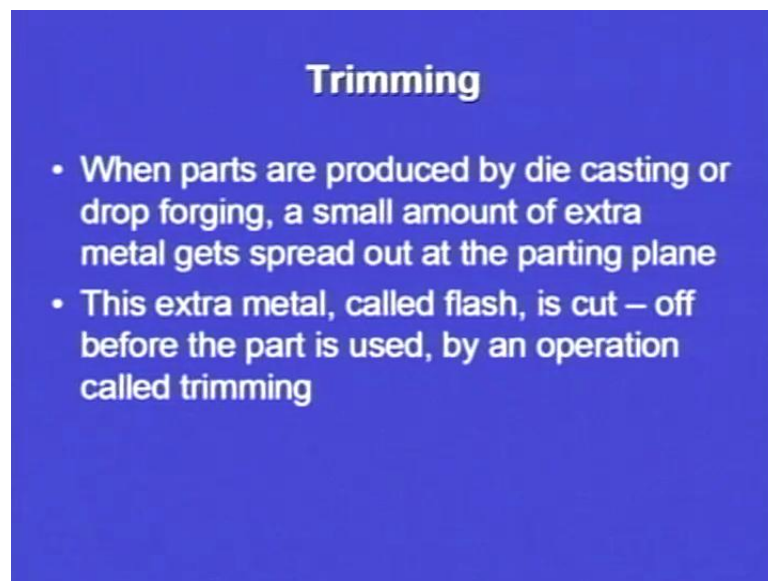 Trimming
• When parts are produced by die casting or
drop forging, a small amount of extra
metal gets spread out at the parting plane
• This extra metal, called flash, is cut – off
before the part is used, by an operation
called trimming